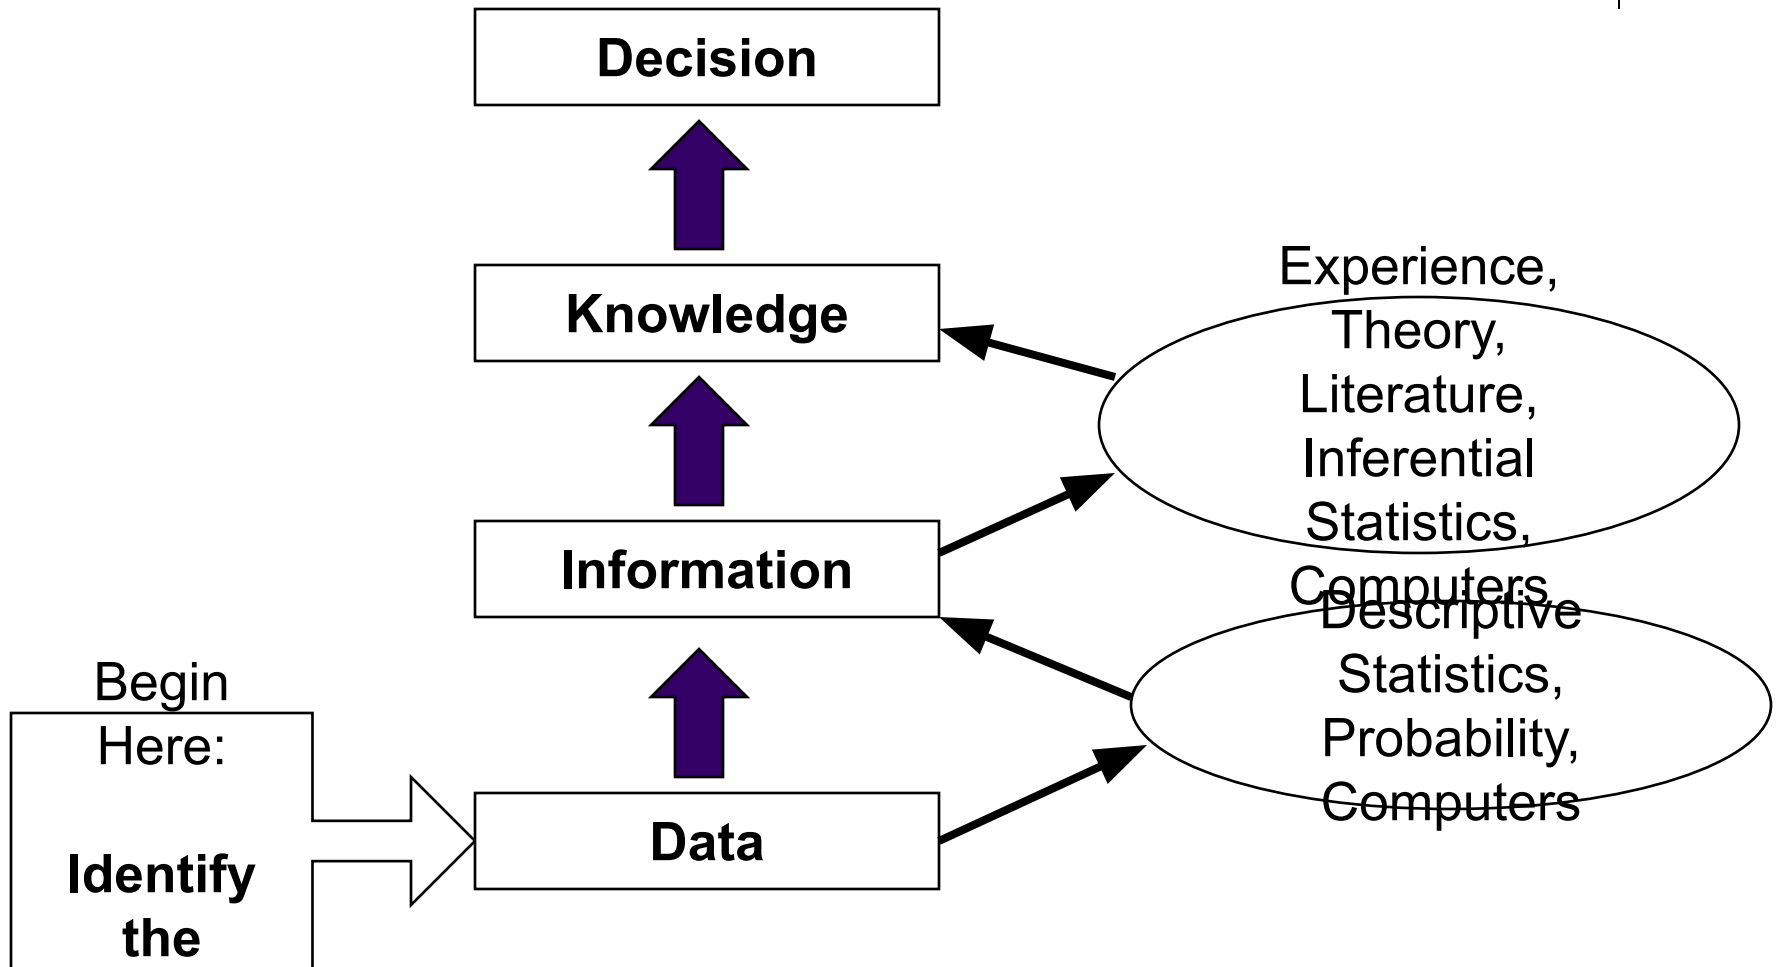 Decision
Knowledge
Experience,
Theory,
Literature,
Inferential
Statistics,
Computers
Information
Descriptive
Statistics,
Probability,
Computers
Begin
Here:
Identify
the
Data